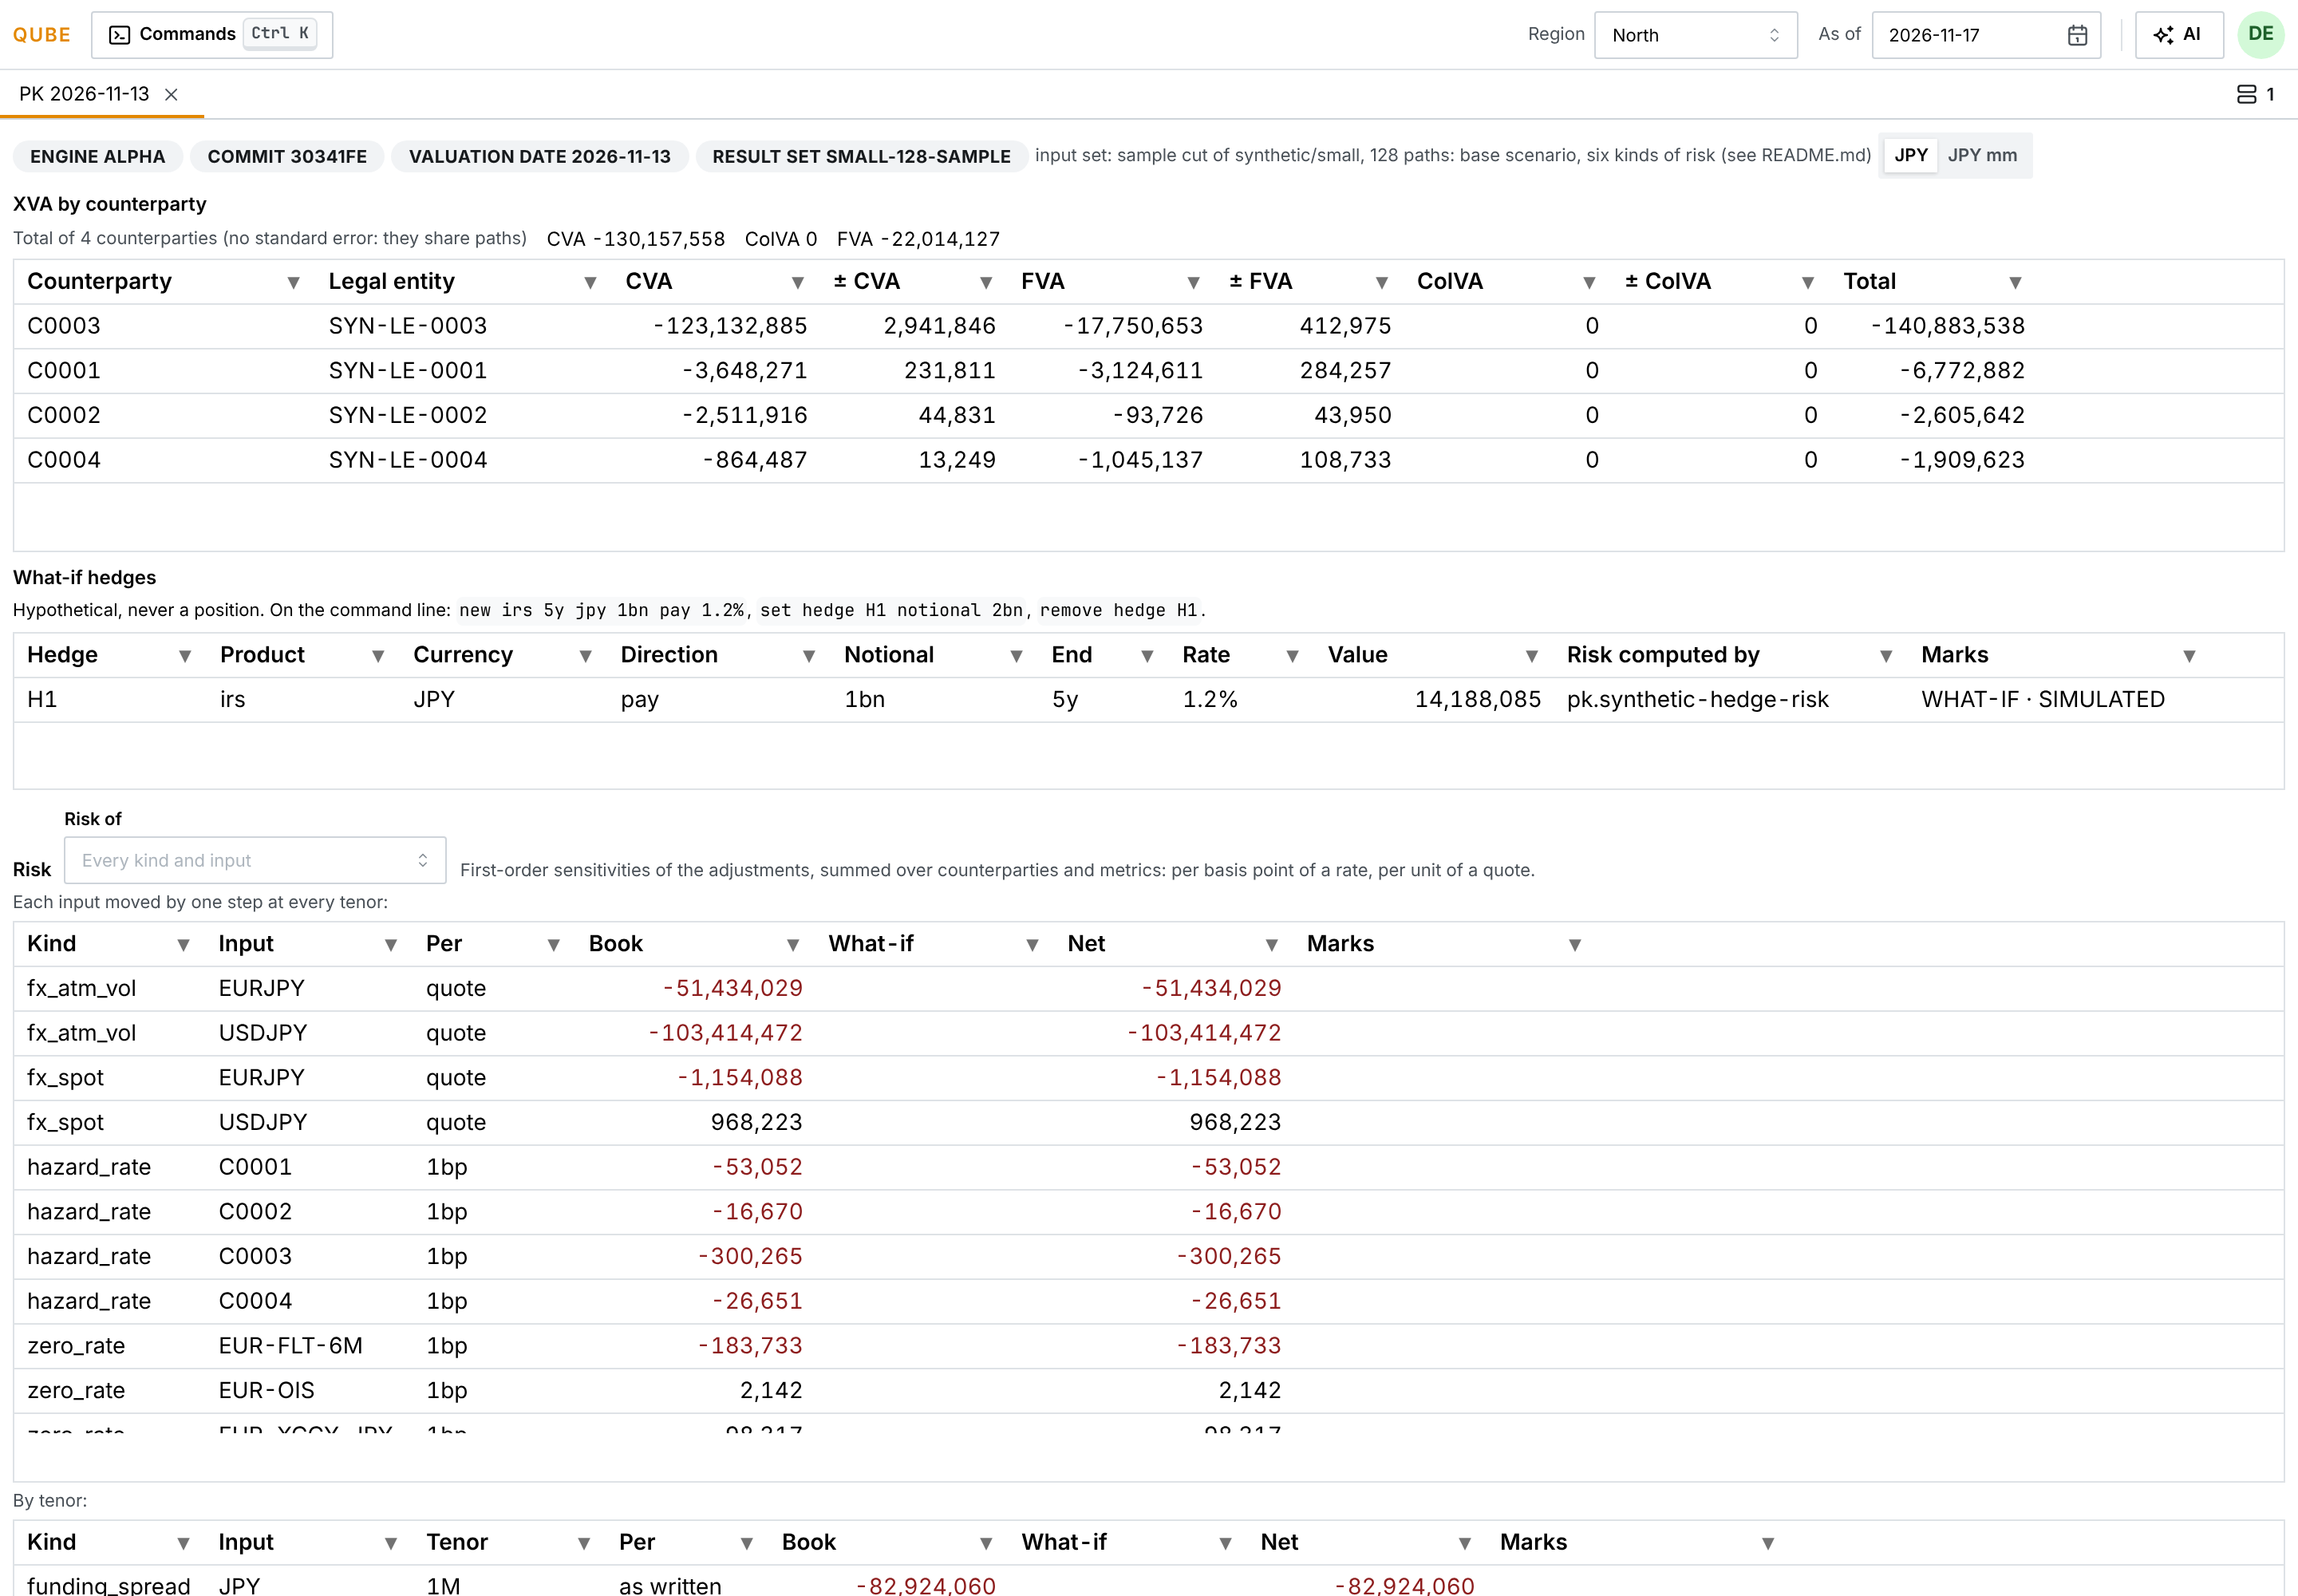 QUBE Commands Ctrl K Region North As of 2026-11-17 AI DE
PK 2026-11-13 1
ENGINE ALPHA COMMIT 30341FE VALUATION DATE 2026-11-13 RESULT SET SMALL-128-SAMPLE input set: sample cut of synthetic/small, 128 paths: base scenario, six kinds of risk (see README.md) JPY JPY mm
XVA by counterparty
Total of 4 counterparties (no standard error: they share paths) CVA -130,157,558 ColVA 0 FVA -22,014,127
Counterparty Legal entity CVA ± CVA FVA ± FVA ColVA ± ColVA Total
C0003 SYN-LE-0003 -123,132,885 2,941,846 -17,750,653 412,975 0 0 -140,883,538
C0001 SYN-LE-0001 -3,648,271 231,811 -3,124,611 284,257 0 0 -6,772,882
C0002 SYN-LE-0002 -2,511,916 44,831 -93,726 43,950 0 0 -2,605,642
C0004 SYN-LE-0004 -864,487 13,249 -1,045,137 108,733 0 0 -1,909,623
What-if hedges
Hypothetical, never a position. On the command line: new irs 5y jpy 1bn pay 1.2%, set hedge H1 notional 2bn, remove hedge H1.
Hedge Product Currency Direction Notional End Rate Value Risk computed by Marks
H1 irs JPY pay 1bn 5y 1.2% 14,188,085 pk.synthetic-hedge-risk WHAT-IF · SIMULATED
Risk of
Risk Every kind and input First-order sensitivities of the adjustments, summed over counterparties and metrics: per basis point of a rate, per unit of a quote.
Each input moved by one step at every tenor:
Kind Input Per Book What-if Net Marks
fx_atm_vol EURJPY quote -51,434,029 -51,434,029
fx_atm_vol USDJPY quote -103,414,472 -103,414,472
fx_spot EURJPY quote -1,154,088 -1,154,088
fx_spot USDJPY quote 968,223 968,223
hazard_rate C0001 1bp -53,052 -53,052
hazard_rate C0002 1bp -16,670 -16,670
hazard_rate C0003 1bp -300,265 -300,265
hazard_rate C0004 1bp -26,651 -26,651
zero_rate EUR-FLT-6M 1bp -183,733 -183,733
zero_rate EUR-OIS 1bp 2,142 2,142
zero_rate 1bp
By tenor:
Kind Input Tenor Per Book What-if Net Marks
funding_spread JPY 1M as written -82,924,060 -82,924,060